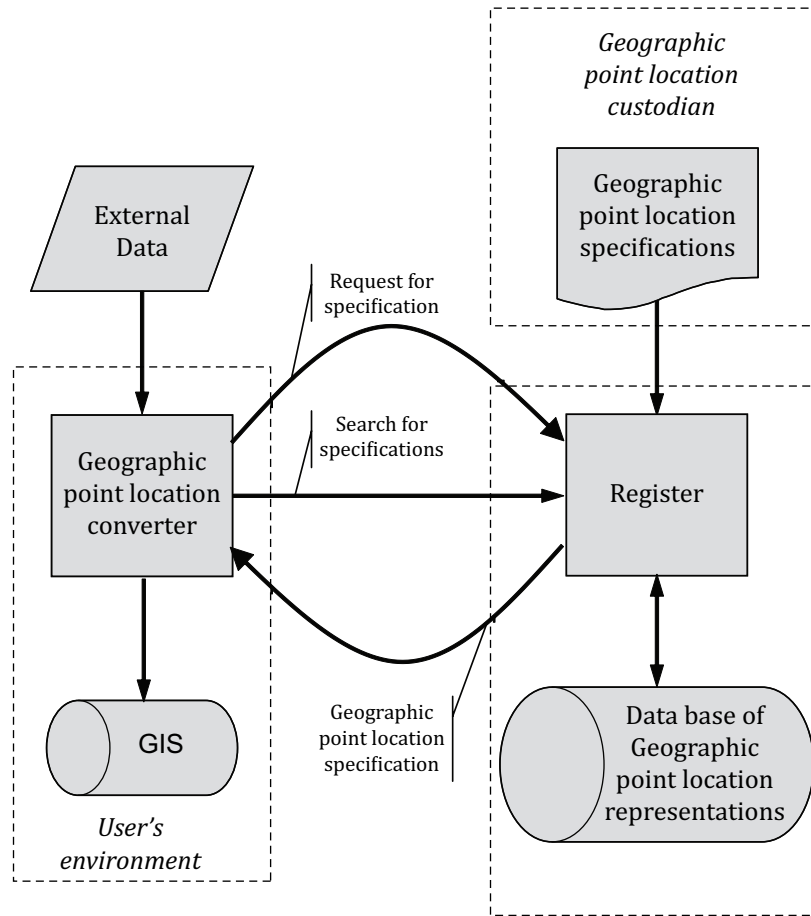 Geographic
point location
custodian
External
Data
Geographic
point location
specifications
Request for
specification
Geographic
point location
converter
Search for
specifications
Register
GIS
Geographic
point location
specification
Data base of
Geographic
point location
representations
User's
environment